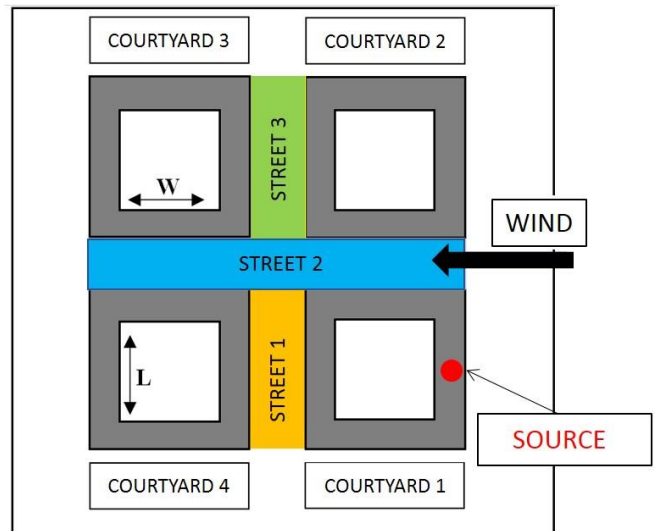 COURTYARD 3
COURTYARD 2
W
STREET 3
WIND
STREET 2
L
STREET 1
SOURCE
COURTYARD 4
COURTYARD 1